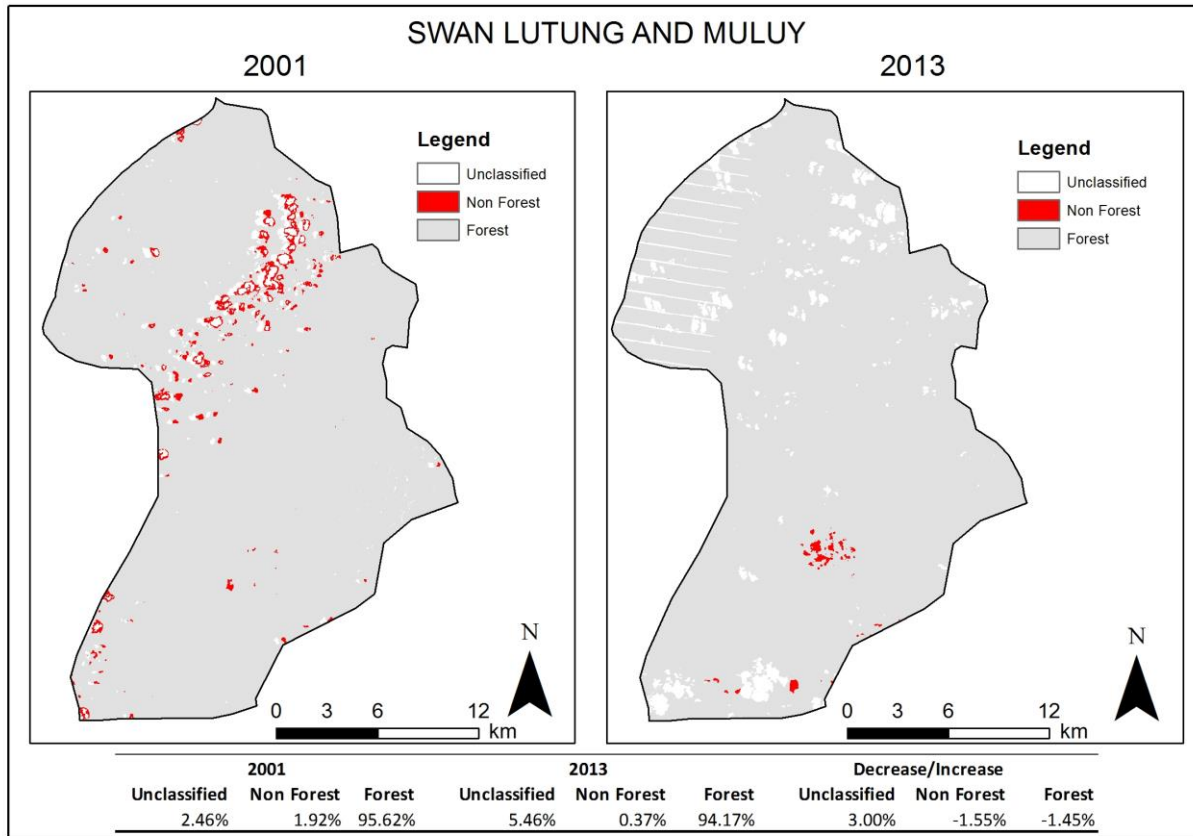 SWAN LUTUNG AND MULUY
2001
Legend
Unclassified
Non Forest
Forest
N
0 3 6 12
km
2013
Legend
Unclassified
Non Forest
Forest
N
0 3 6 12
km
2001 2013 Decrease/Increase
Unclassified Non Forest Forest Unclassified Non Forest Forest Unclassified Non Forest Forest
2.46% 1.92% 95.62% 5.46% 0.37% 94.17% 3.00% -1.55% -1.45%